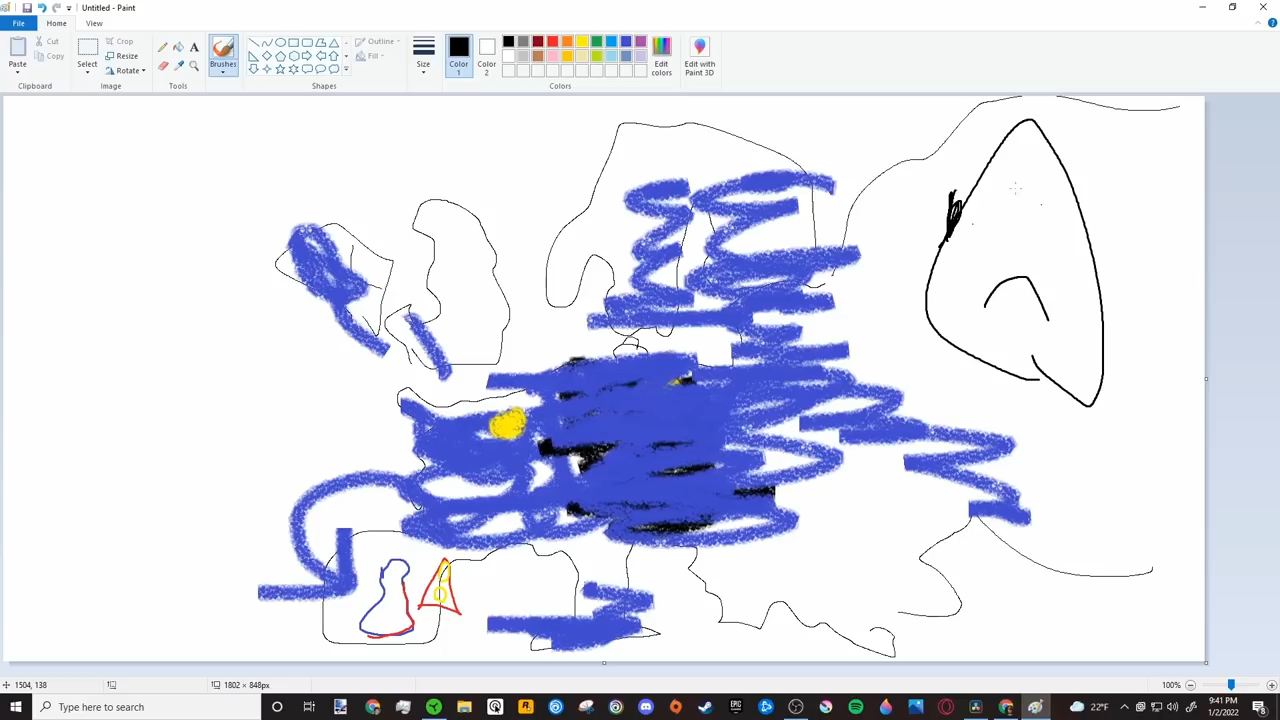 Untitled - Paint
File Home View
Paste
Cut
Copy
Clipboard
Select
Crop
Resize
Rotate
Image
Tools
Brushes
Shapes
Outline
Fill
Size
Color 1
Color 2
Edit colors
Colors
Edit with Paint 3D
1504, 138
1802 × 848px
100%
Type here to search
22°F
9:41 PM
1/2/2022